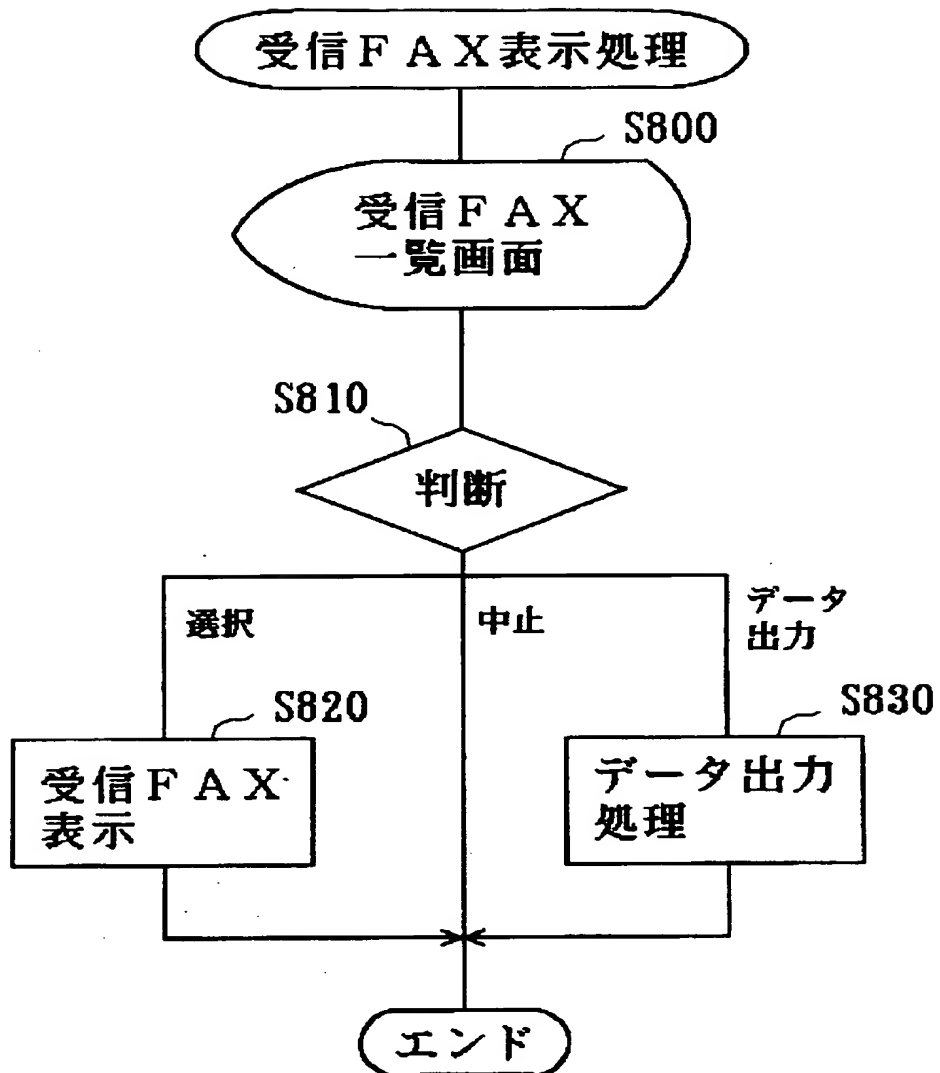 受信ＦＡＸ表示処理
S800
受信ＦＡＸ
一覧画面
S810
判断
選択
中止
データ
出力
S820
受信ＦＡＸ
表示
S830
データ出力
処理
エンド